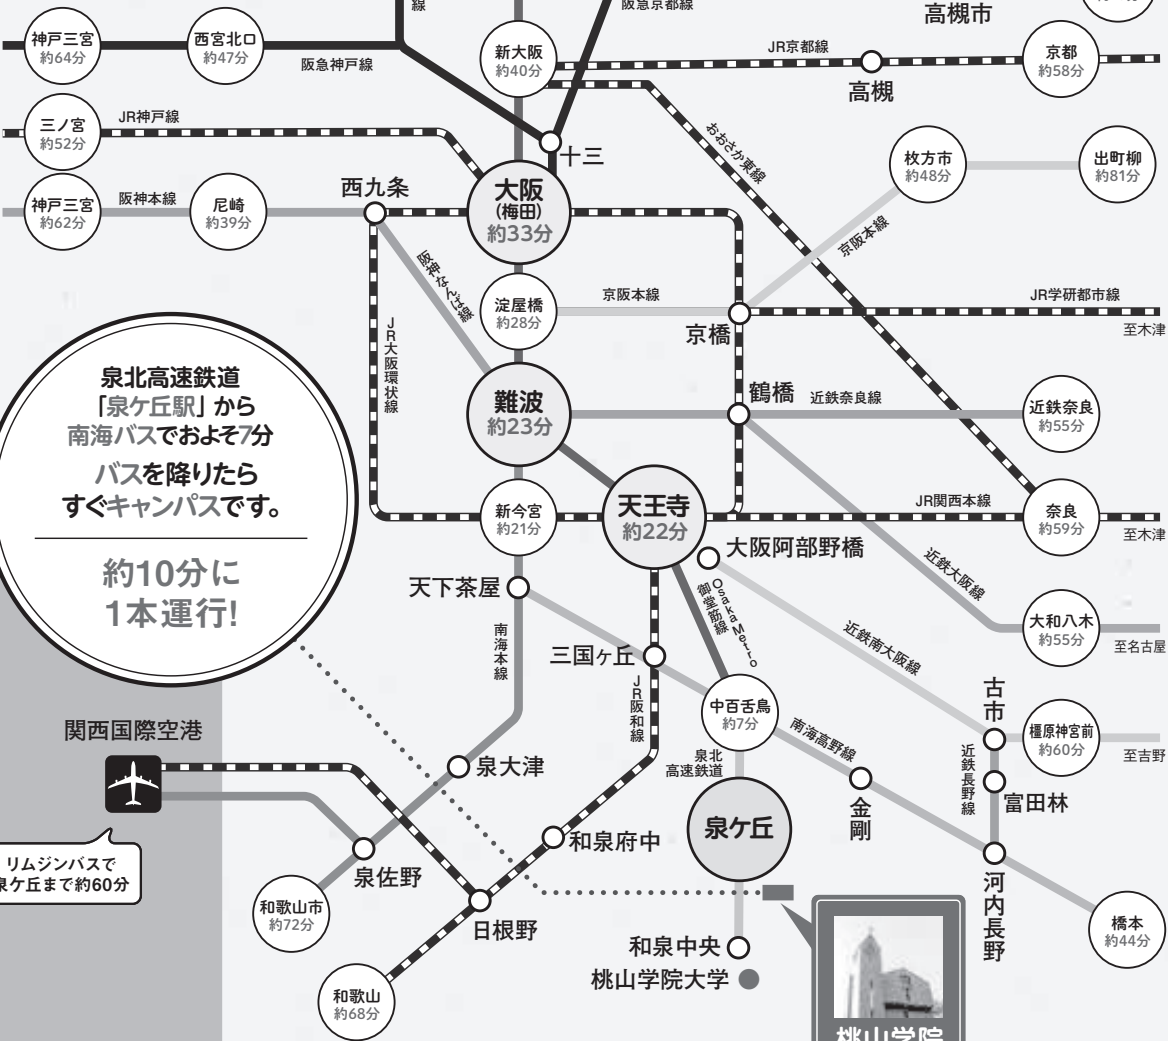 線
阪急京都線
高槻市
神戸三宮
約64分
西宮北口
約47分
阪急神戸線
新大阪
約40分
JR京都線
高槻
京都
約58分
三ノ宮
約52分
JR神戸線
十三
おおさか東線
枚方市
約48分
出町柳
約81分
神戸三宮
約62分
阪神本線
尼崎
約39分
西九条
大阪
(梅田)
約33分
阪神なんば線
京阪本線
淀屋橋
約28分
京阪本線
京橋
JR学研都市線
至木津
JR大阪環状線
難波
約23分
鶴橋
近鉄奈良線
近鉄奈良
約55分
泉北高速鉄道
「泉ケ丘駅」から
南海バスでおよそ7分
バスを降りたら
すぐキャンパスです。
約10分に
1本運行!
新今宮
約21分
天王寺
約22分
JR関西本線
奈良
約59分
至木津
大阪阿部野橋
天下茶屋
Osaka Metro
御堂筋線
近鉄大阪線
大和八木
約55分
至名古屋
南海本線
三国ヶ丘
近鉄南大阪線
JR阪和線
中百舌鳥
約7分
南海高野線
古市
橿原神宮前
約60分
至吉野
関西国際空港
泉大津
泉北
高速鉄道
近鉄長野線
富田林
金剛
泉ケ丘
和泉府中
リムジンバスで
泉ケ丘まで約60分
泉佐野
河内長野
和歌山市
約72分
日根野
橋本
約44分
和泉中央
桃山学院大学
和歌山
約68分
桃山学院